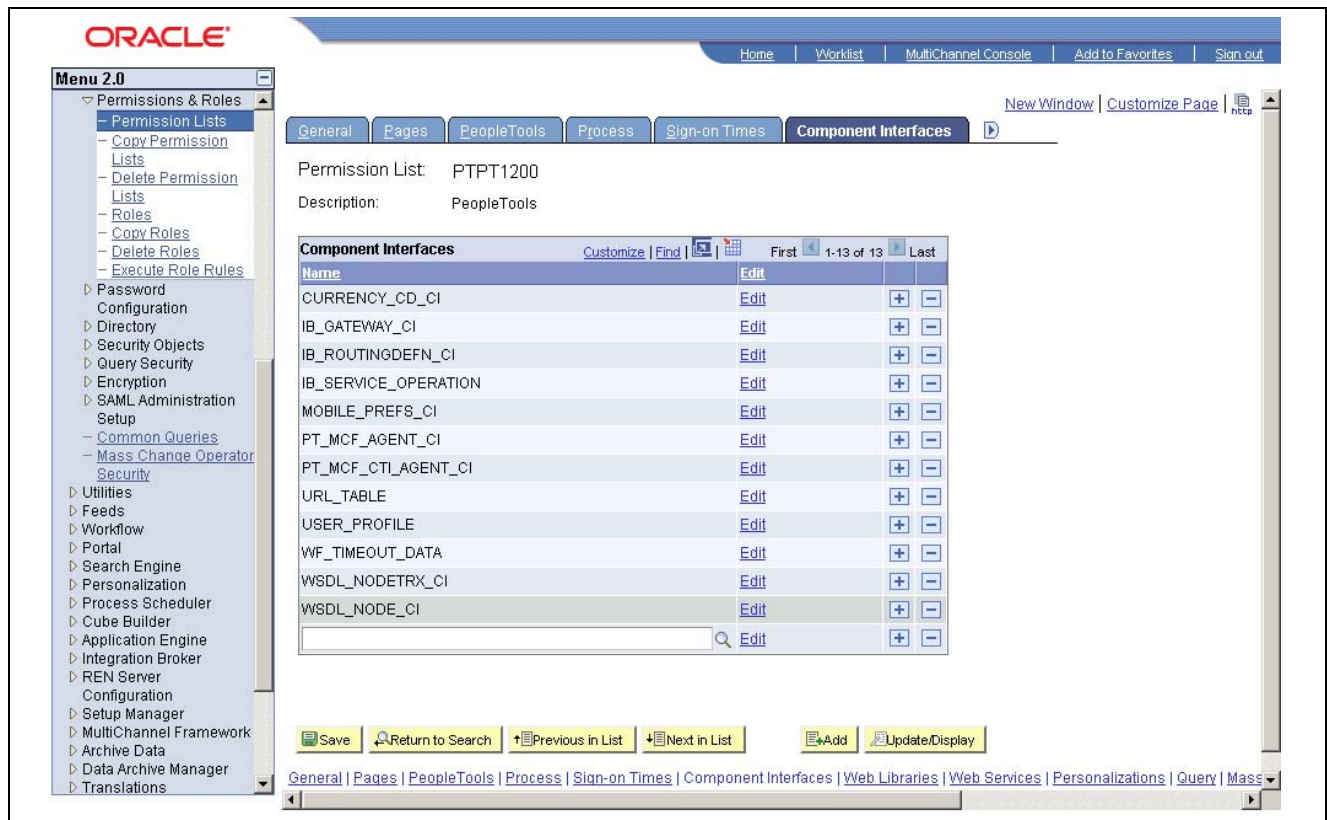 ORACLE'
Home | Worklist | MultiChannel Console | Add to Favorites | Sign out
Menu 2.0
Permissions & Roles
– Permission Lists
– Copy Permission
Lists
– Delete Permission
Lists
– Roles
– Copy Roles
– Delete Roles
– Execute Role Rules
Password
Configuration
Directory
Security Objects
Query Security
Encryption
SAML Administration
Setup
– Common Queries
– Mass Change Operator
Security
Utilities
Feeds
Workflow
Portal
Search Engine
Personalization
Process Scheduler
Cube Builder
Application Engine
Integration Broker
REN Server
Configuration
Setup Manager
MultiChannel Framework
Archive Data
Data Archive Manager
Translations
New Window | Customize Page | http
General Pages PeopleTools Process Sign-on Times Component Interfaces
Permission List: PTPT1200
Description: PeopleTools
Component Interfaces Customize | Find | First 1-13 of 13 Last
Name Edit
CURRENCY_CD_CI Edit
IB_GATEWAY_CI Edit
IB_ROUTINGDEFN_CI Edit
IB_SERVICE_OPERATION Edit
MOBILE_PREFS_CI Edit
PT_MCF_AGENT_CI Edit
PT_MCF_CTI_AGENT_CI Edit
URL_TABLE Edit
USER_PROFILE Edit
WF_TIMEOUT_DATA Edit
WSDL_NODETRX_CI Edit
WSDL_NODE_CI Edit
Edit
Save Return to Search Previous in List Next in List Add Update/Display
General | Pages | PeopleTools | Process | Sign-on Times | Component Interfaces | Web Libraries | Web Services | Personalizations | Query | Mass